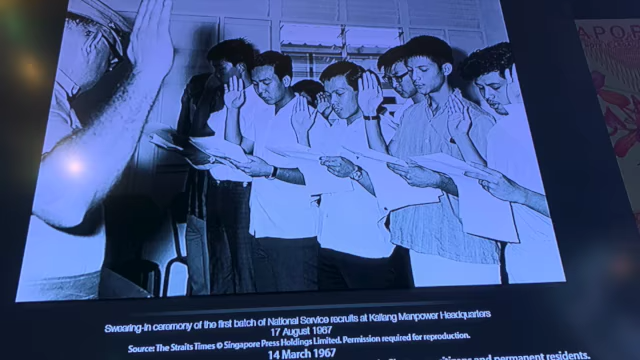 Swearing-in ceremony of the first batch of National Service recruits at Kallang Manpower Headquarters
17 August 1967
Source: The Straits Times © Singapore Press Holdings Limited. Permission required for reproduction.
14 March 1967
citizens and permanent residents.